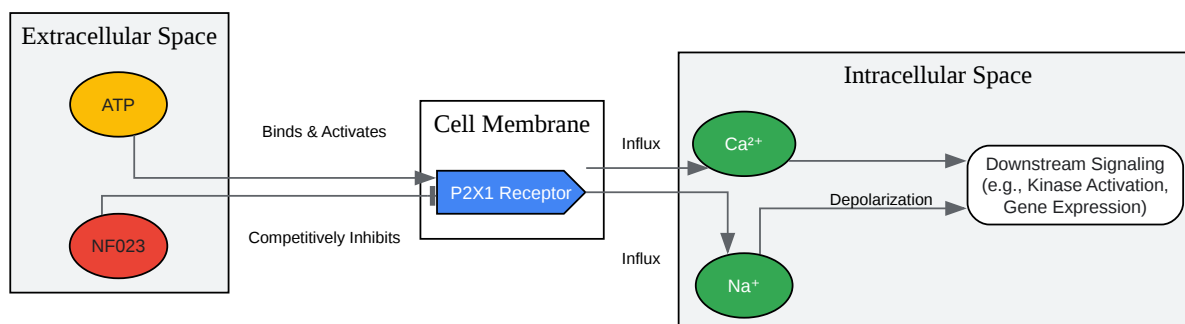 Extracellular Space
ATP
NF023
Binds & Activates
Competitively Inhibits
Cell Membrane
P2X1 Receptor
Influx
Influx
Intracellular Space
Ca²⁺
Na⁺
Depolarization
Downstream Signaling
(e.g., Kinase Activation,
Gene Expression)